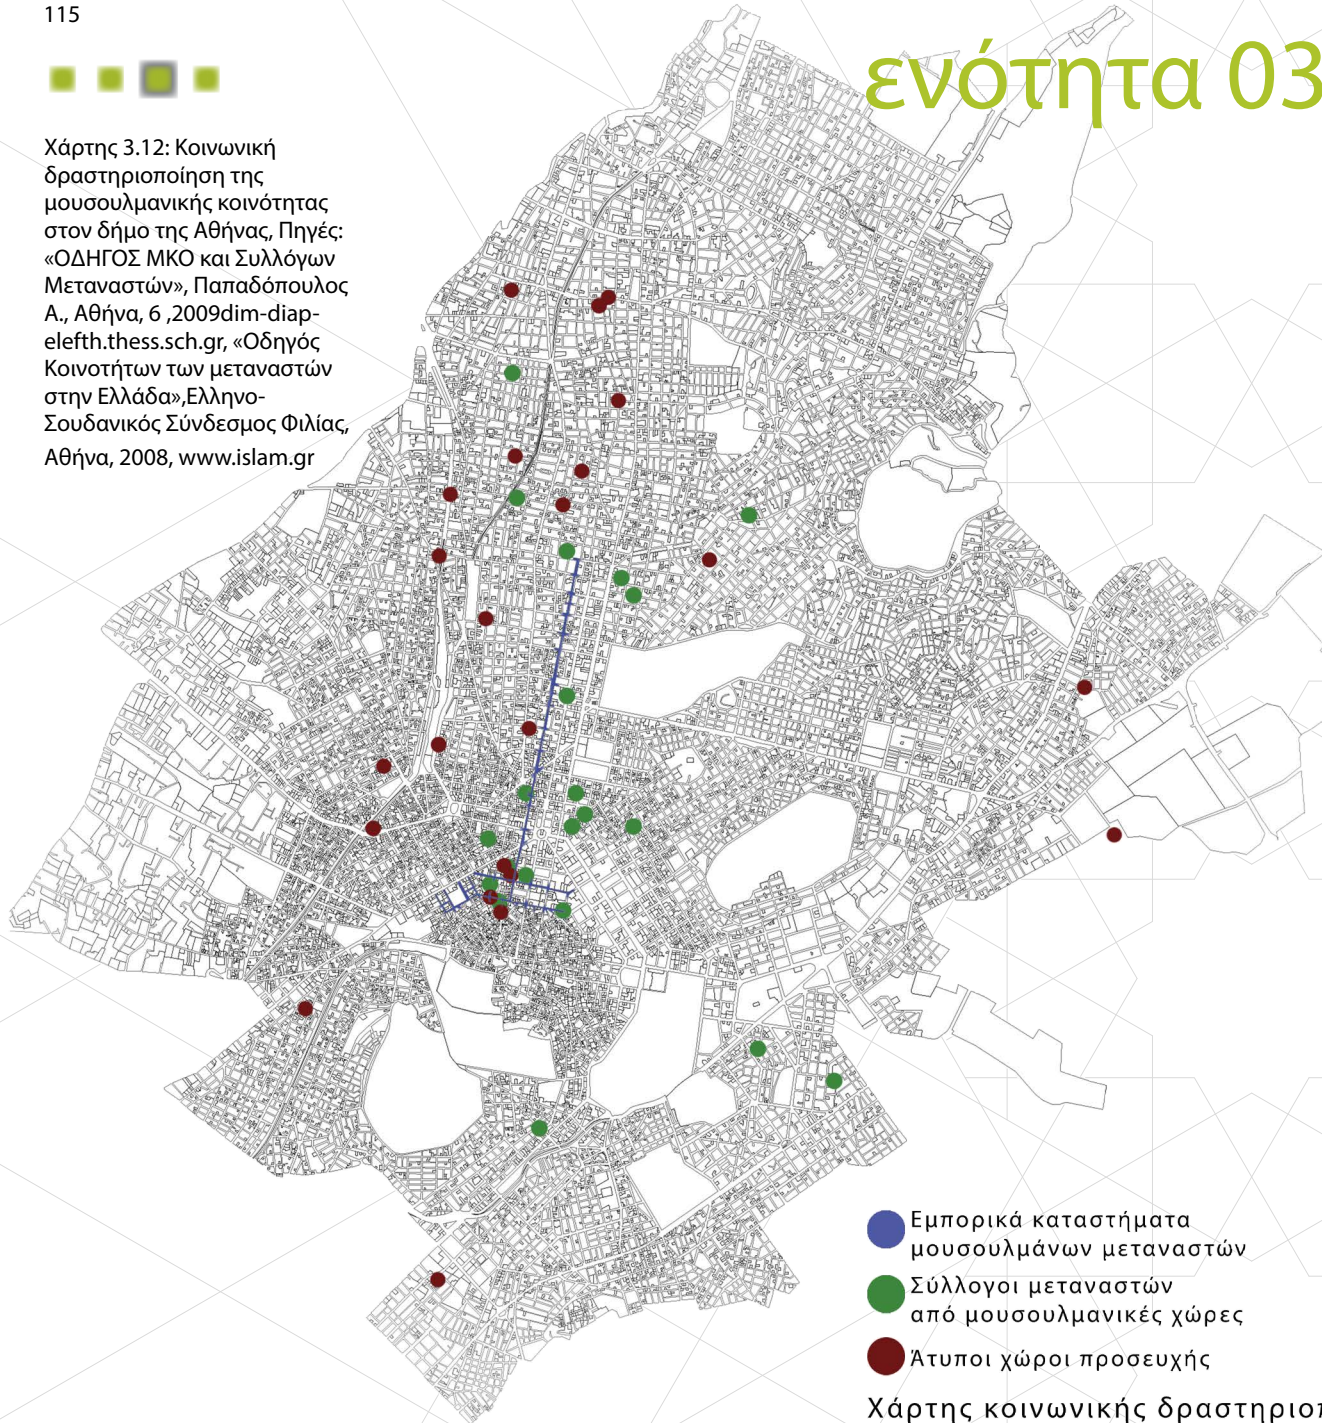 115
ενότητα 03
Χάρτης 3.12: Κοινωνική
δραστηριοποίηση της
μουσουλμανικής κοινότητας
στον δήμο της Αθήνας, Πηγές:
«ΟΔΗΓΟΣ ΜΚΟ και Συλλόγων
Μεταναστών», Παπαδόπουλος
Α., Αθήνα, 6 ,2009dim-diap-
elefth.thess.sch.gr, «Οδηγός
Κοινοτήτων των μεταναστών
στην Ελλάδα»,Ελληνο-
Σουδανικός Σύνδεσμος Φιλίας,
Αθήνα, 2008, www.islam.gr
Εμπορικά καταστήματα
μουσουλμάνων μεταναστών
Σύλλογοι μεταναστών
από μουσουλμανικές χώρες
Άτυποι χώροι προσευχής
Χάρτης κοινωνικής